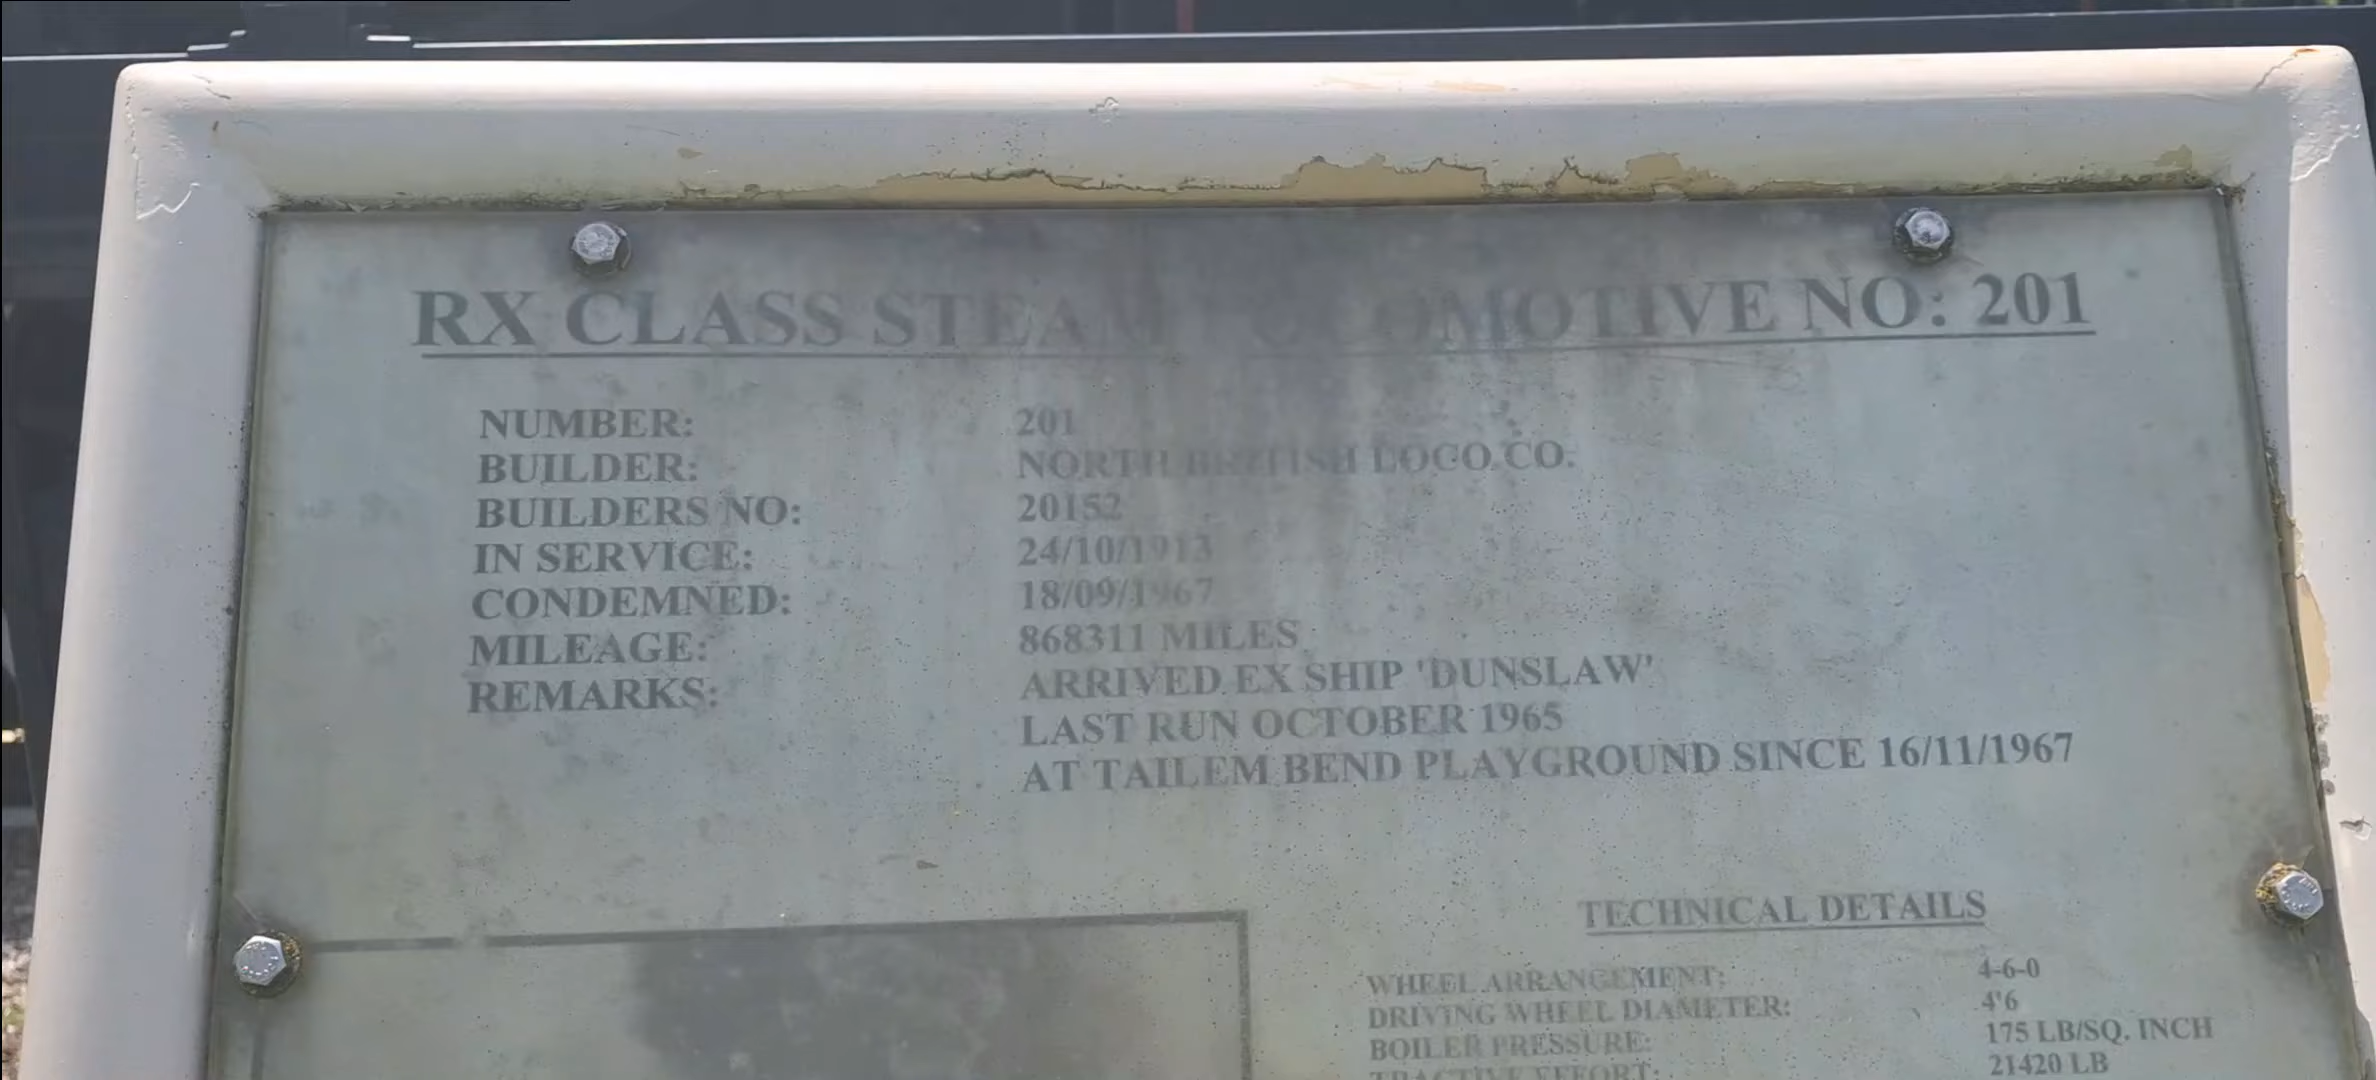 RX CLASS STEAM LOCOMOTIVE NO: 201
NUMBER: 201
BUILDER: NORTH BRITISH LOCO CO.
BUILDERS NO: 20152
IN SERVICE: 24/10/1913
CONDEMNED: 18/09/1967
MILEAGE: 868311 MILES
REMARKS: ARRIVED EX SHIP 'DUNSLAW'
LAST RUN OCTOBER 1965
AT TAILEM BEND PLAYGROUND SINCE 16/11/1967
TECHNICAL DETAILS
WHEEL ARRANGEMENT: 4-6-0
DRIVING WHEEL DIAMETER: 4'6
BOILER PRESSURE: 175 LB/SQ. INCH
TRACTIVE EFFORT: 21420 LB